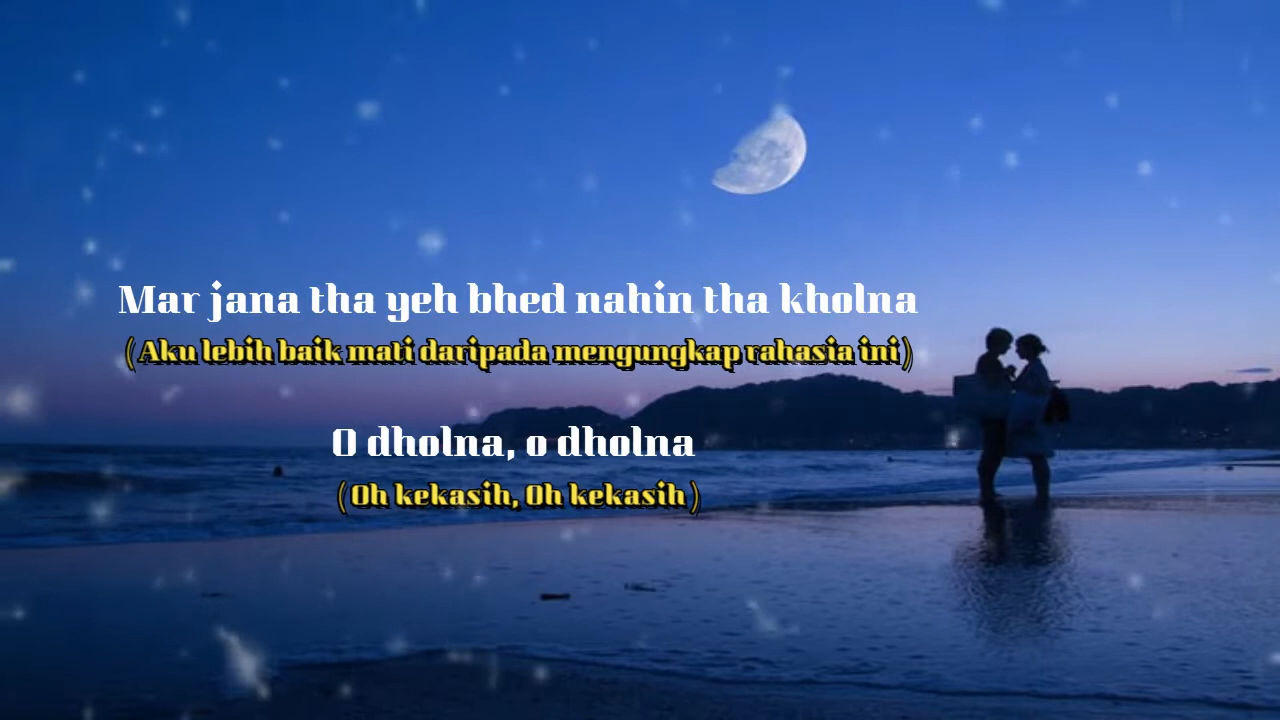 Mar jana tha yeh bhed nahin tha kholna
(Aku lebih baik mati daripada mengungkap rahasia ini)
O dholna, o dholna
(Oh kekasih, Oh kekasih)